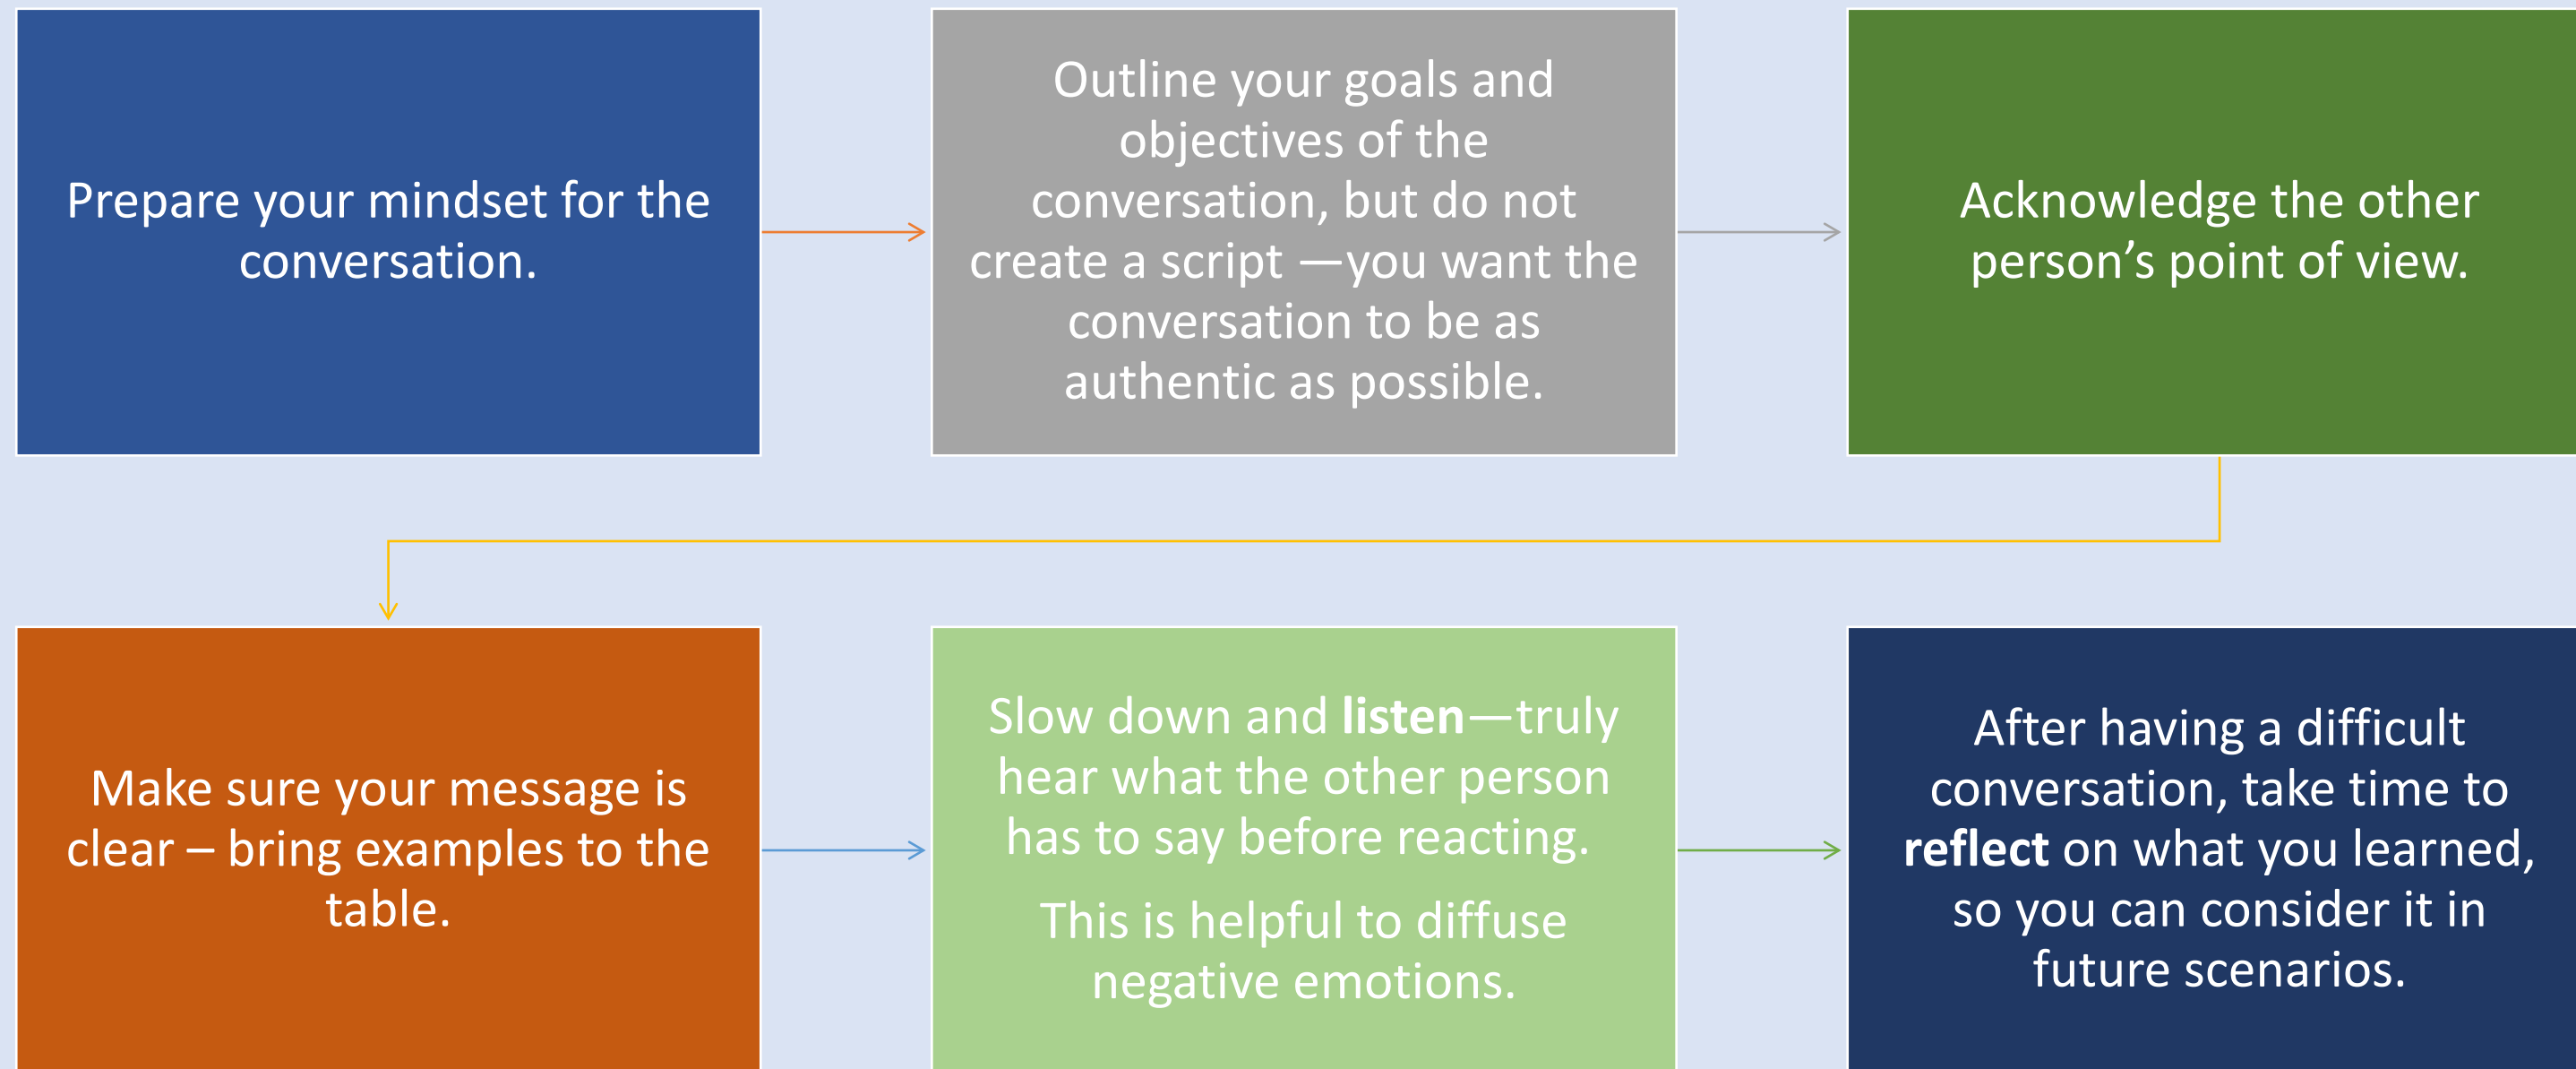 Prepare your mindset for the
conversation.
Outline your goals and
objectives of the
conversation, but do not
create a script —you want the
conversation to be as
authentic as possible.
Acknowledge the other
person’s point of view.
Make sure your message is
clear – bring examples to the
table.
Slow down and listen—truly
hear what the other person
has to say before reacting.
This is helpful to diffuse
negative emotions.
After having a difficult
conversation, take time to
reflect on what you learned,
so you can consider it in
future scenarios.